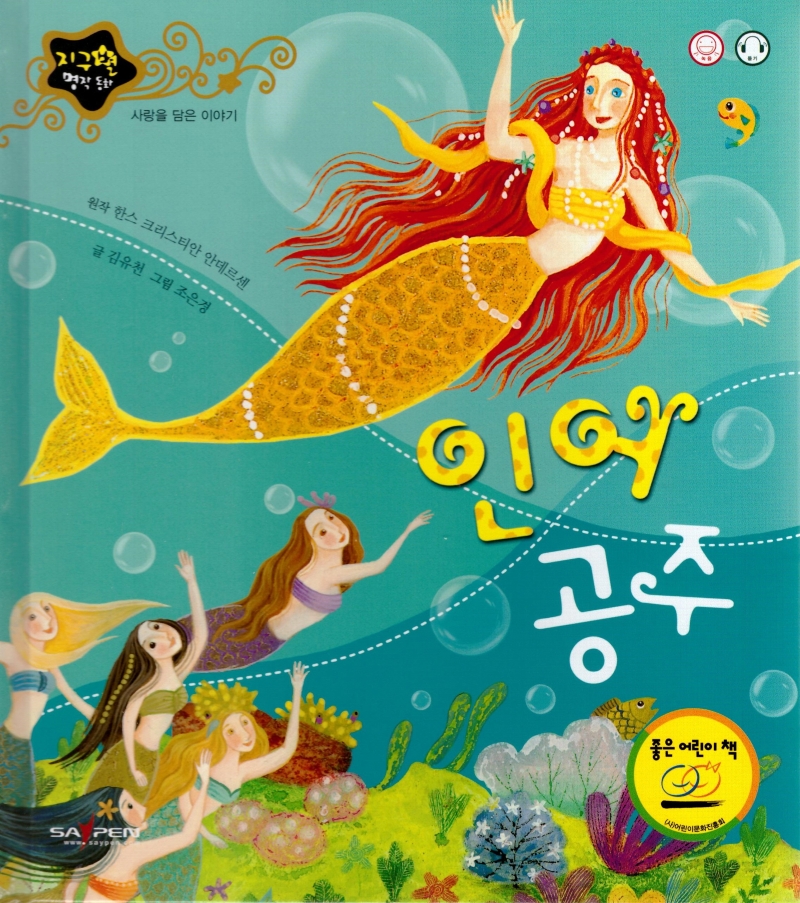 지구별
명작 동화
사랑을 담은 이야기
녹음
듣기
원작 한스 크리스티안 안데르센
글 김유천 그림 조은경
인어
공주
좋은 어린이 책
(사)어린이문화진흥회
SAYPEN
www.saypen